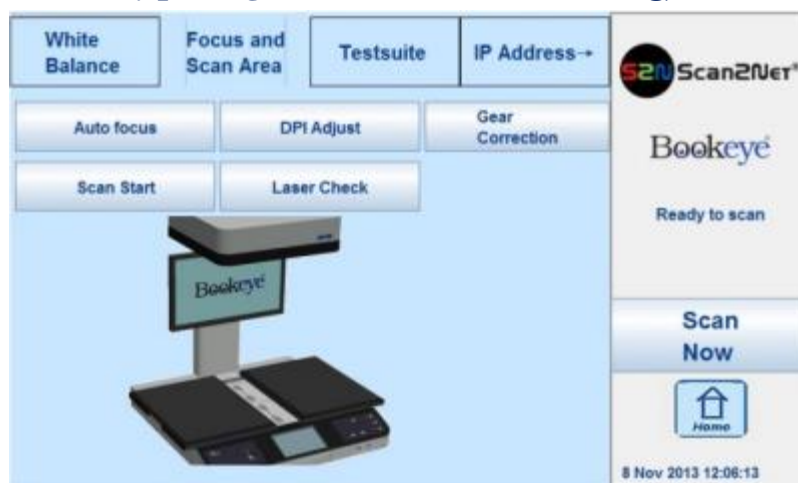 White
Balance
Focus and
Scan Area
Testsuite
IP Address→
S2N Scan2Net®
Auto focus
DPI Adjust
Gear
Correction
Bookeye
Scan Start
Laser Check
Ready to scan
Bookeye
Scan
Now
Home
8 Nov 2013 12:06:13